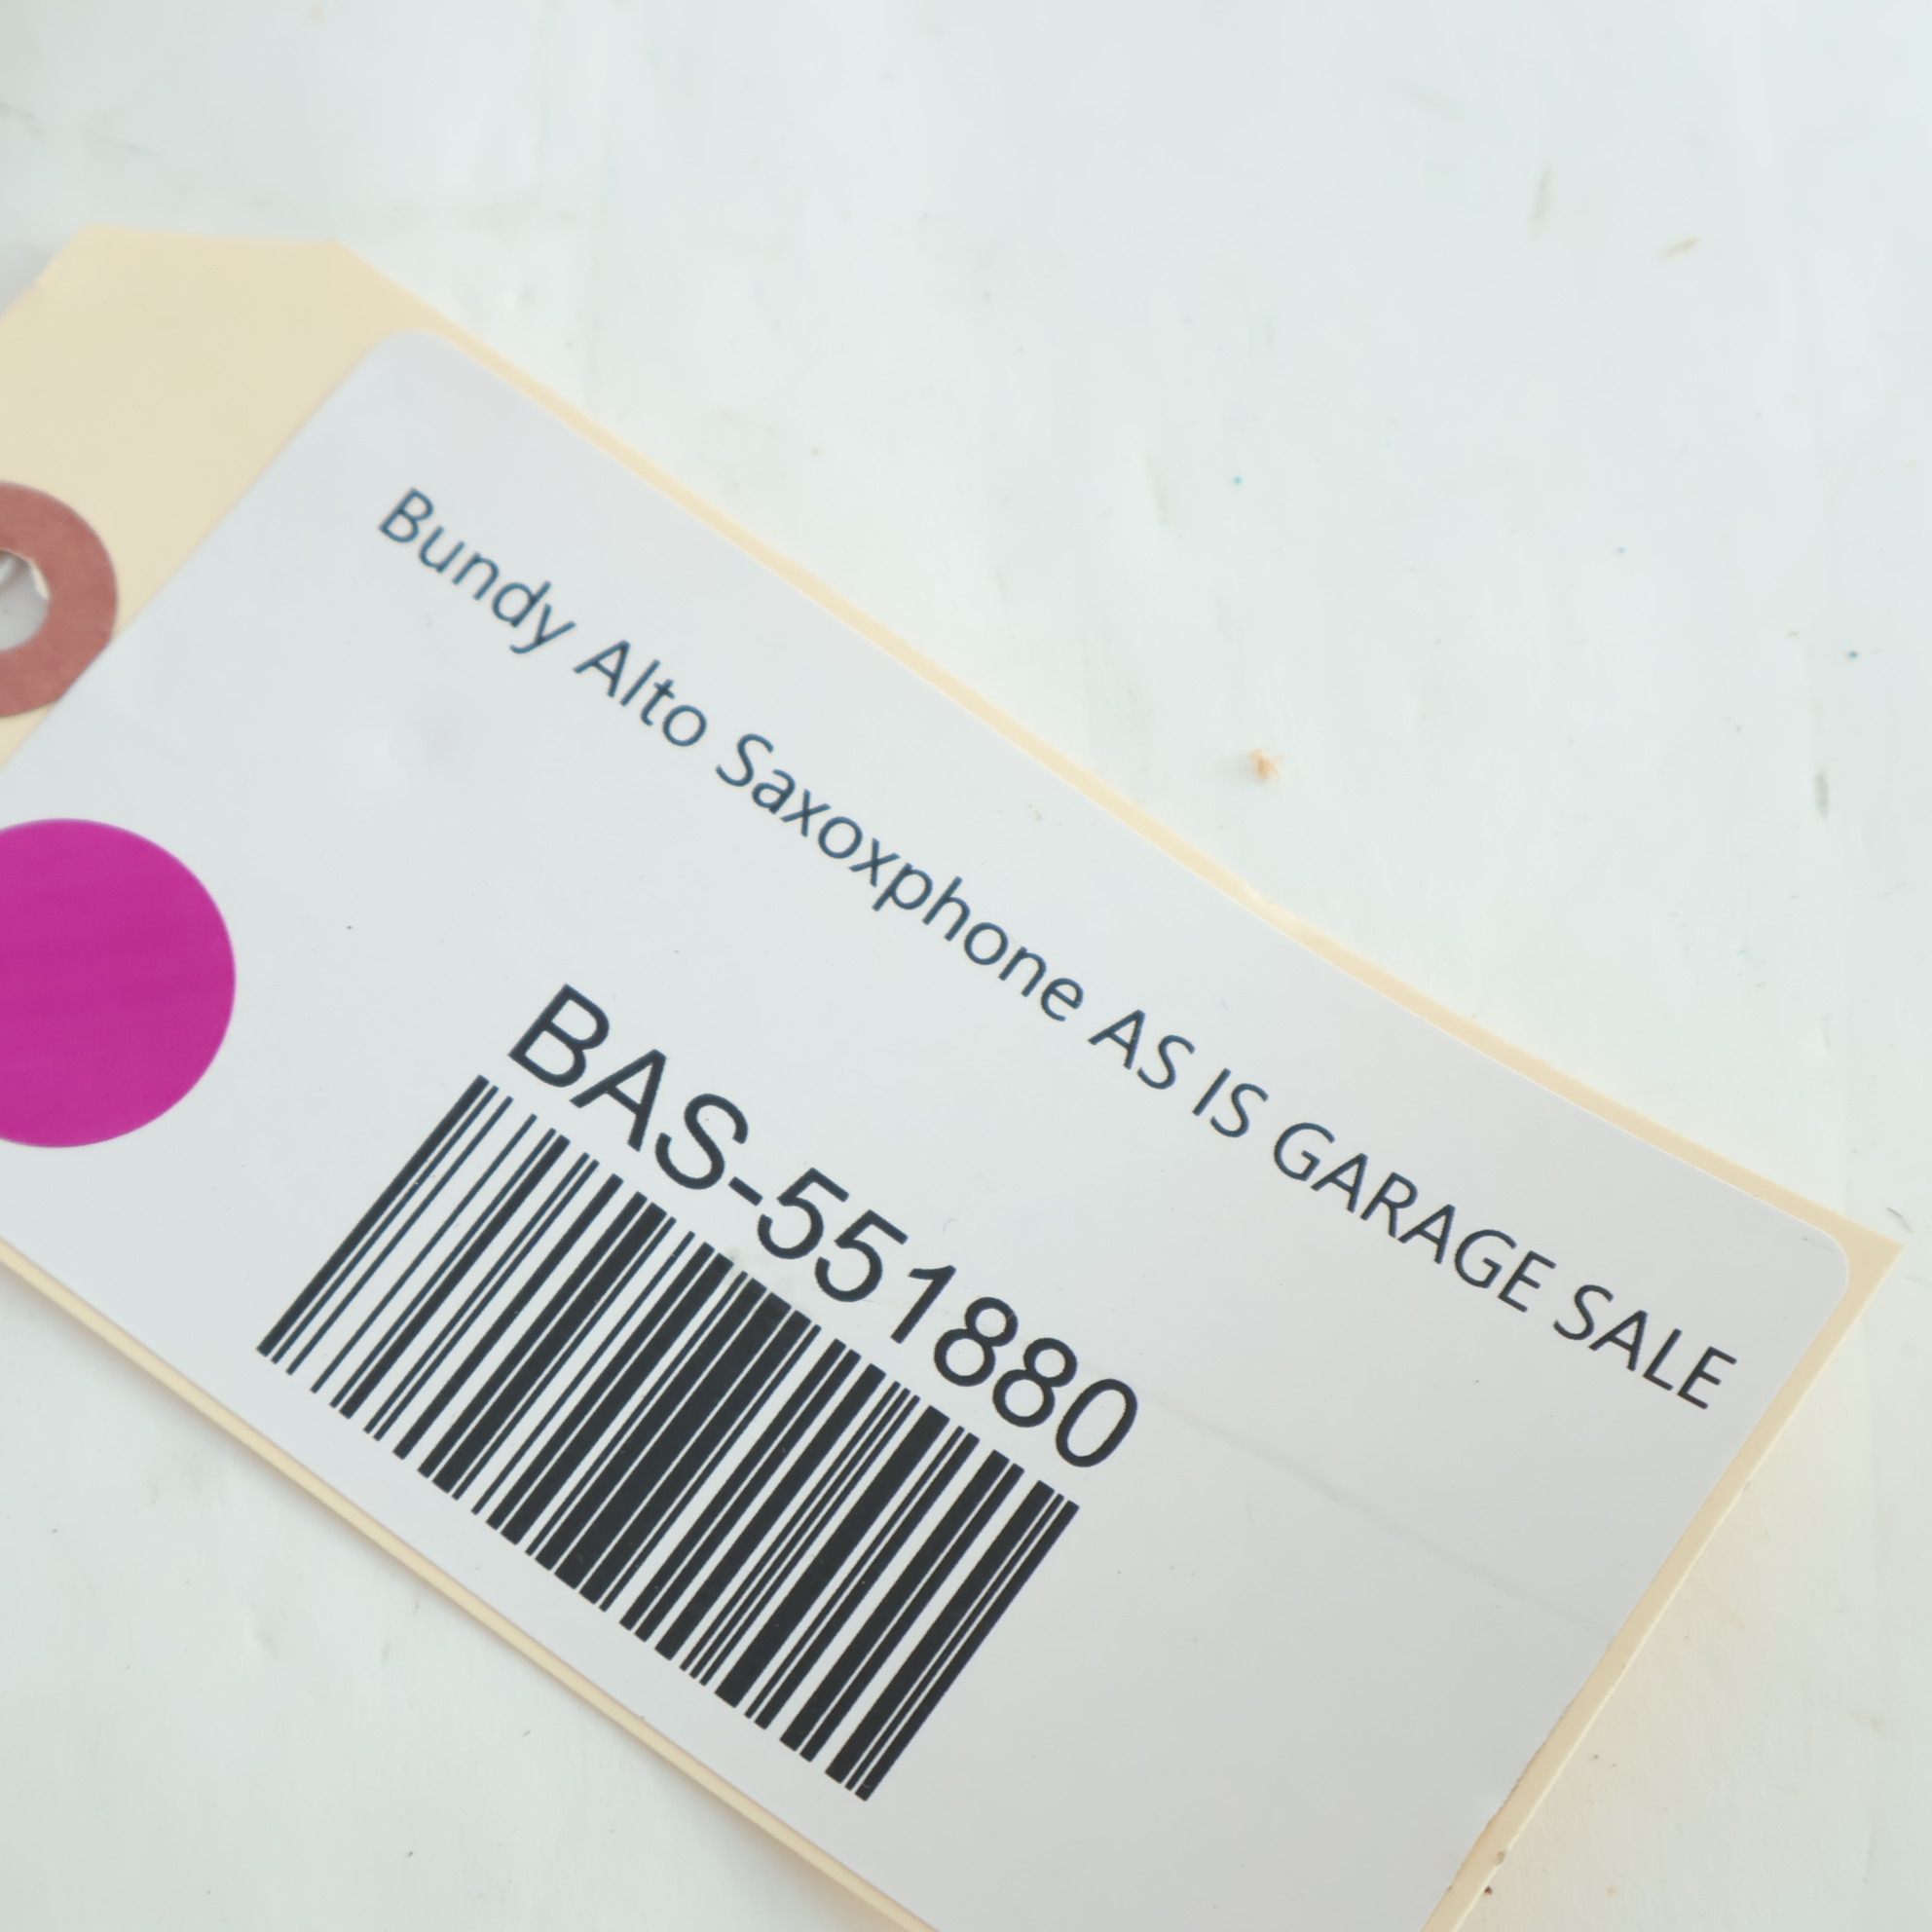 Bundy Alto Saxoxphone AS IS GARAGE SALE
BAS-551880